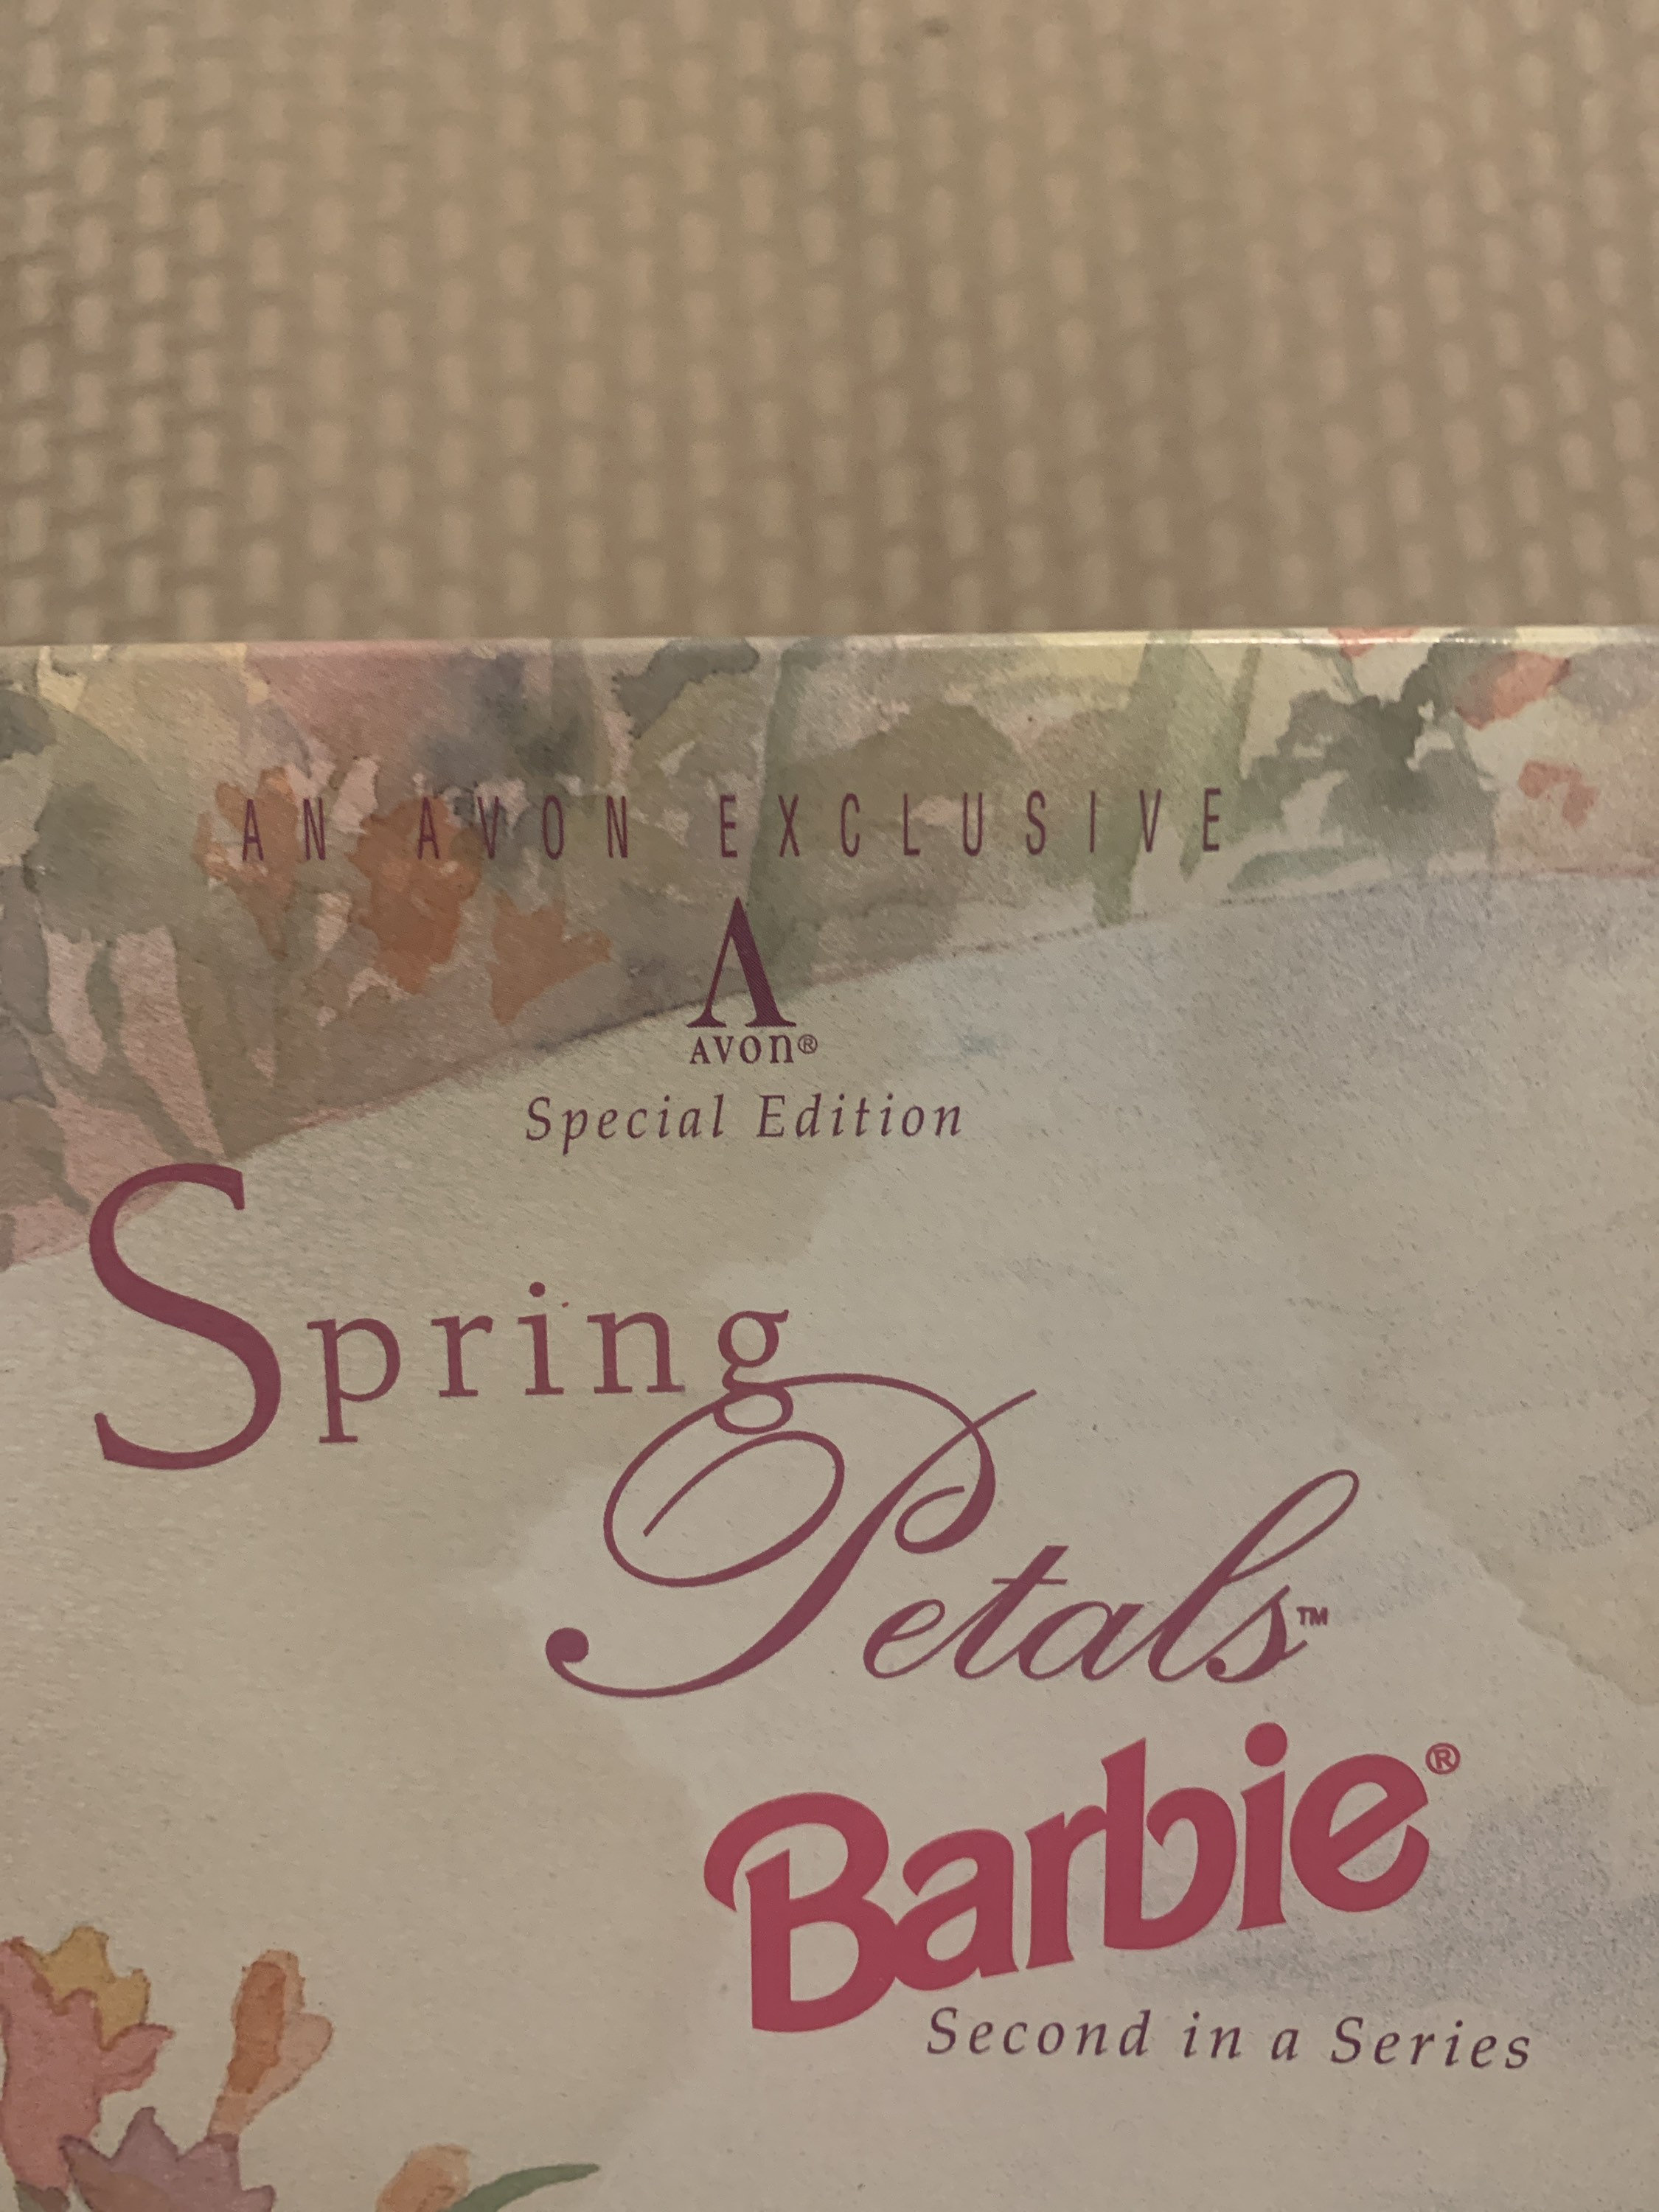 AN AVON EXCLUSIVE
AVON®
Special Edition
Spring
Petals™
Barbie®
Second in a Series